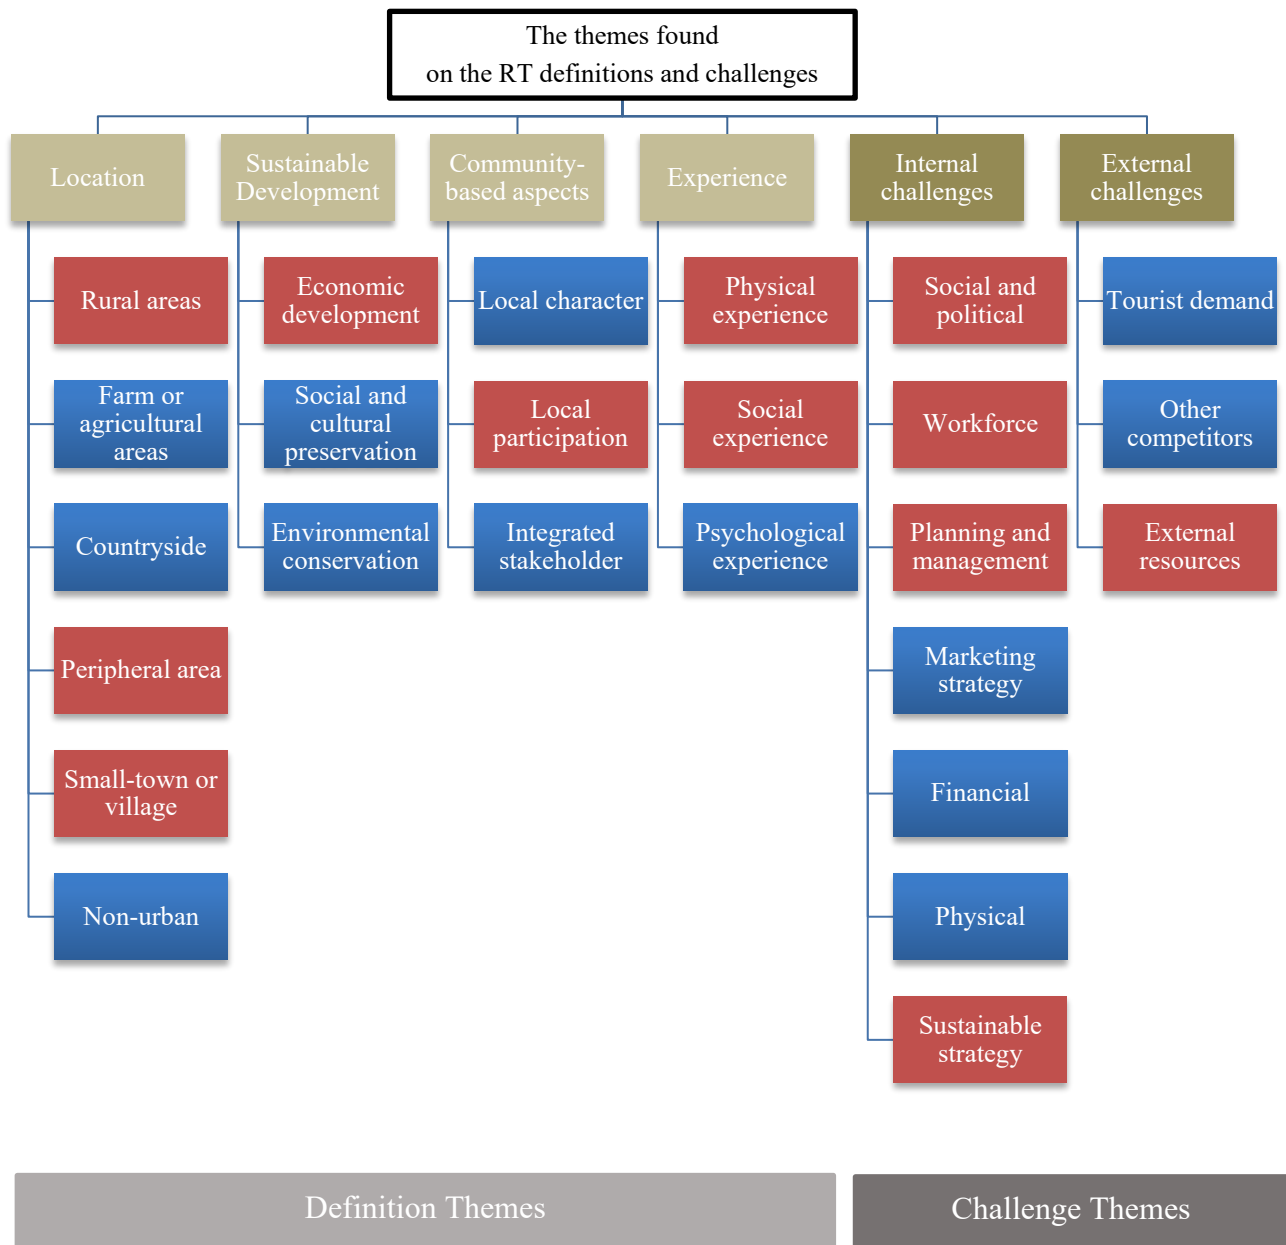 The themes found
on the RT definitions and challenges
Location
Sustainable
Development
Community-
based aspects
Experience
Internal
challenges
External
challenges
Rural areas
Farm or
agricultural
areas
Countryside
Peripheral area
Small-town or
village
Non-urban
Economic
development
Social and
cultural
preservation
Environmental
conservation
Local character
Local
participation
Integrated
stakeholder
Physical
experience
Social
experience
Psychological
experience
Social and
political
Workforce
Planning and
management
Marketing
strategy
Financial
Physical
Sustainable
strategy
Tourist demand
Other
competitors
External
resources
Definition Themes
Challenge Themes